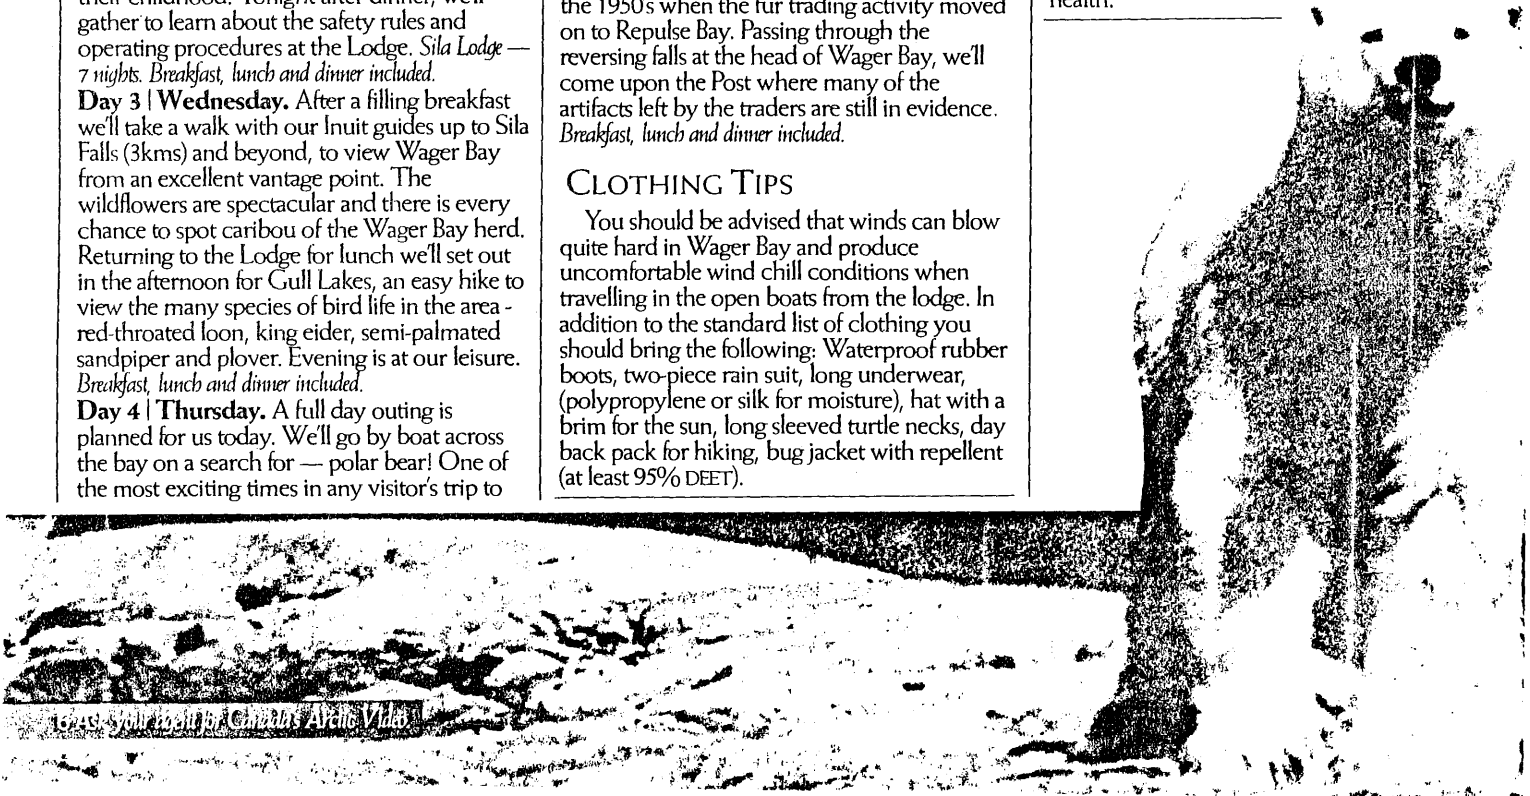 gather to learn about the safety rules and
operating procedures at the Lodge. Sila Lodge —
7 nights. Breakfast, lunch and dinner included.
Day 3 | Wednesday. After a filling breakfast
we'll take a walk with our Inuit guides up to Sila
Falls (3kms) and beyond, to view Wager Bay
from an excellent vantage point. The
wildflowers are spectacular and there is every
chance to spot caribou of the Wager Bay herd.
Returning to the Lodge for lunch we'll set out
in the afternoon for Gull Lakes, an easy hike to
view the many species of bird life in the area -
red-throated loon, king eider, semi-palmated
sandpiper and plover. Evening is at our leisure.
Breakfast, lunch and dinner included.
Day 4 | Thursday. A full day outing is
planned for us today. We'll go by boat across
the bay on a search for — polar bear! One of
the most exciting times in any visitor's trip to
the 1950s when the fur trading activity moved
on to Repulse Bay. Passing through the
reversing falls at the head of Wager Bay, we'll
come upon the Post where many of the
artifacts left by the traders are still in evidence.
Breakfast, lunch and dinner included.
CLOTHING TIPS
You should be advised that winds can blow
quite hard in Wager Bay and produce
uncomfortable wind chill conditions when
travelling in the open boats from the lodge. In
addition to the standard list of clothing you
should bring the following: Waterproof rubber
boots, two-piece rain suit, long underwear,
(polypropylene or silk for moisture), hat with a
brim for the sun, long sleeved turtle necks, day
back pack for hiking, bug jacket with repellent
(at least 95% DEET).
health.
Ask your agent for Canada's Arctic Video